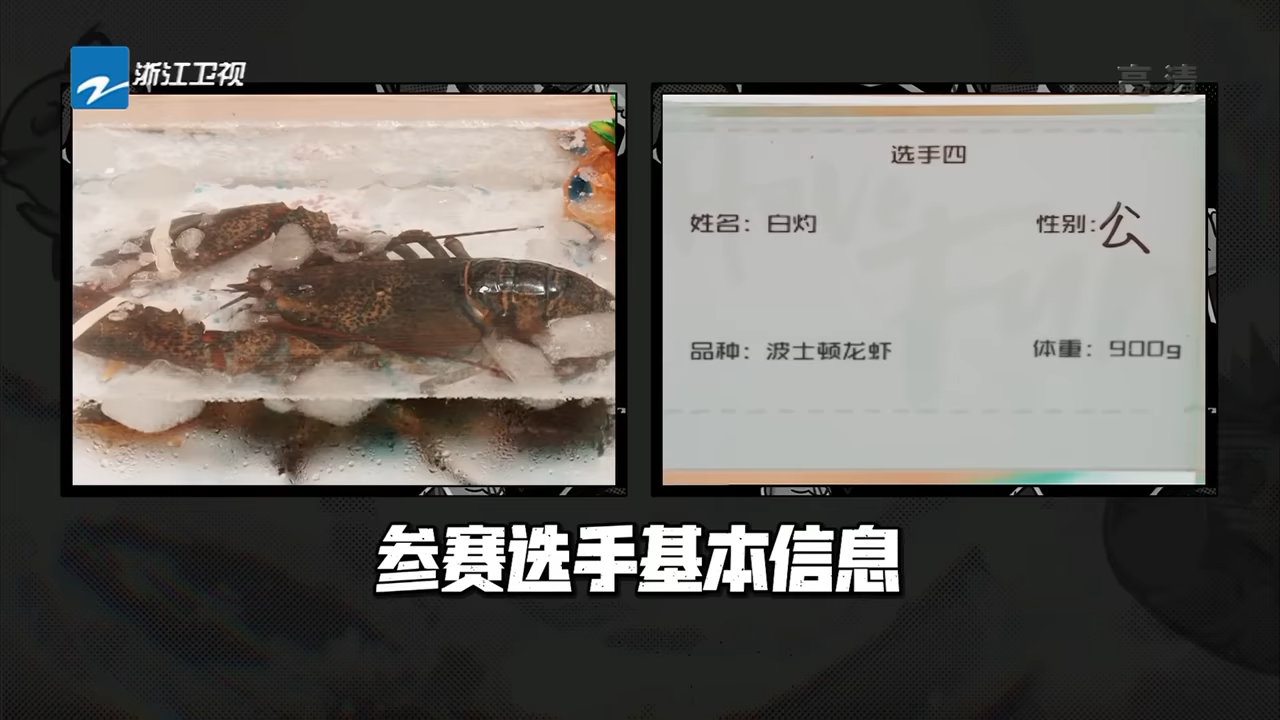 浙江卫视
高清
选手四
姓名：白灼
性别：公
品种：波士顿龙虾
体重：900g
参赛选手基本信息